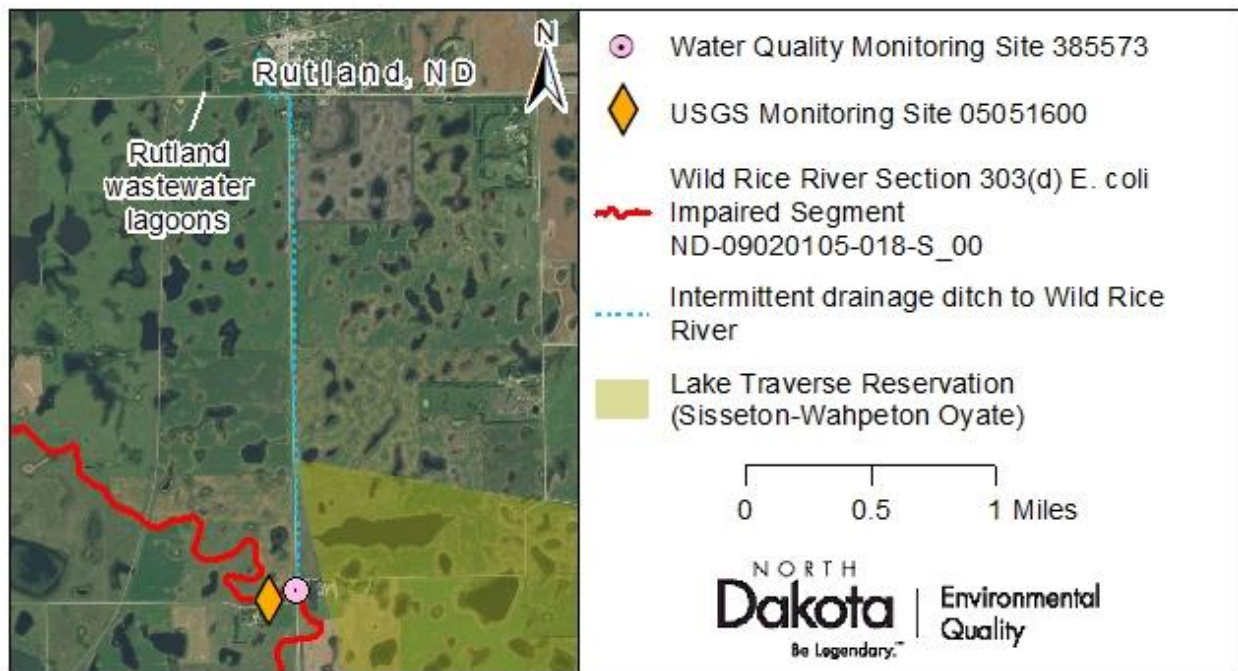 N
Rutland, ND
Rutland
wastewater
lagoons
Water Quality Monitoring Site 385573
USGS Monitoring Site 05051600
Wild Rice River Section 303(d) E. coli
Impaired Segment
ND-09020105-018-S_00
Intermittent drainage ditch to Wild Rice
River
Lake Traverse Reservation
(Sisseton-Wahpeton Oyate)
0 0.5 1 Miles
NORTH
Dakota
Be Legendary.™
Environmental
Quality